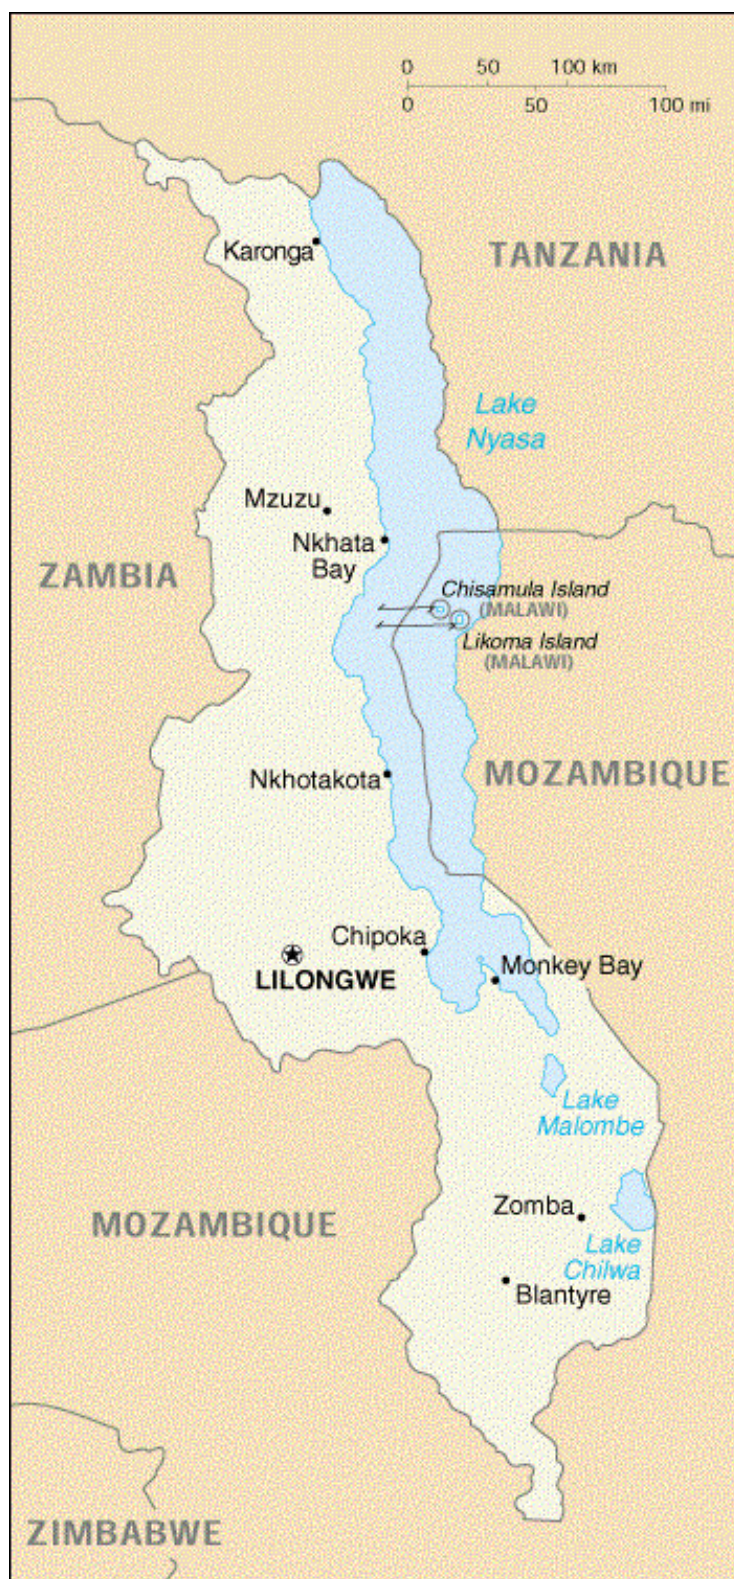 0 50 100 km
0 50 100 mi
Karonga
TANZANIA
Lake
Nyasa
Mzuzu
Nkhata
Bay
ZAMBIA
Chisamula Island
(MALAWI)
Likoma Island
(MALAWI)
Nkhotakota
MOZAMBIQUE
Chipoka
LILONGWE
Monkey Bay
Lake
Malombe
Zomba
MOZAMBIQUE
Lake
Chilwa
Blantyre
ZIMBABWE